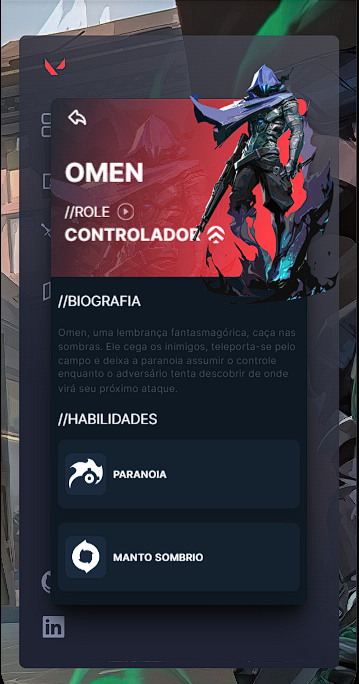 OMEN
//ROLE
CONTROLADOR
//BIOGRAFIA
Omen, uma lembrança fantasmagórica, caça nas
sombras. Ele cega os inimigos, teleporta-se pelo
campo e deixa a paranoia assumir o controle
enquanto o adversário tenta descobrir de onde
virá seu próximo ataque.
//HABILIDADES
PARANOIA
MANTO SOMBRIO
in